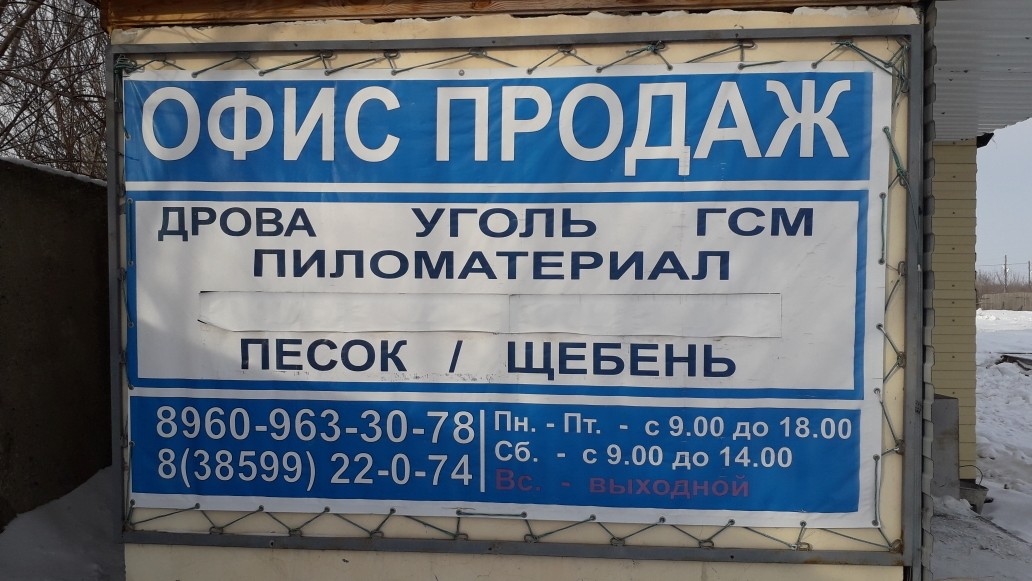 ОФИС ПРОДАЖ
ДРОВА УГОЛЬ ГСМ
ПИЛОМАТЕРИАЛ
ПЕСОК / ЩЕБЕНЬ
8960-963-30-78
8(38599) 22-0-74
Пн. - Пт. - с 9.00 до 18.00
Сб. - с 9.00 до 14.00
Вс. - выходной